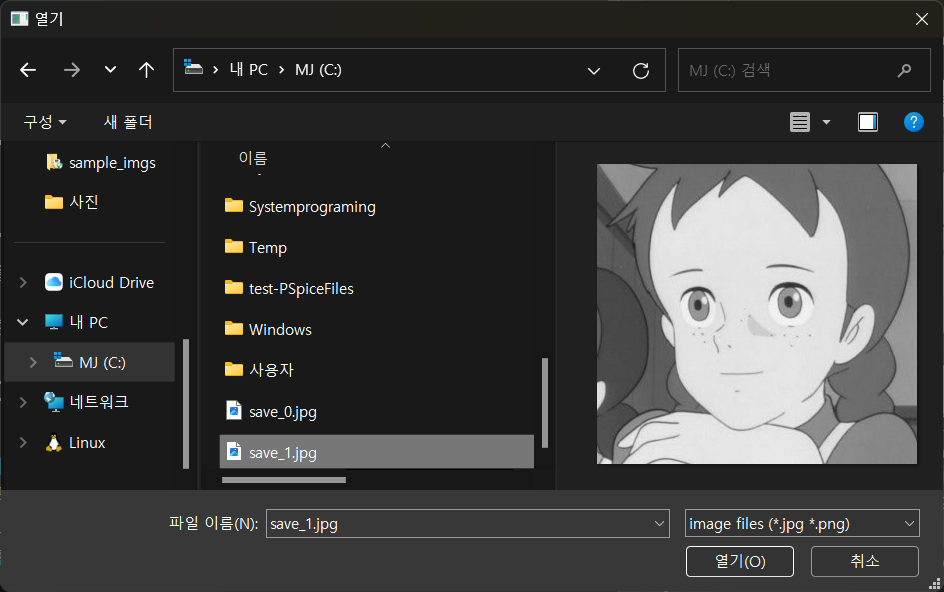 열기
내 PC
MJ (C:)
MJ (C:) 검색
구성
새 폴더
?
sample_imgs
사진
iCloud Drive
내 PC
MJ (C:)
네트워크
Linux
이름
Systemprograming
Temp
test-PSpiceFiles
Windows
사용자
save_0.jpg
save_1.jpg
파일 이름(N):
save_1.jpg
image files (*.jpg *.png)
열기(O)
취소